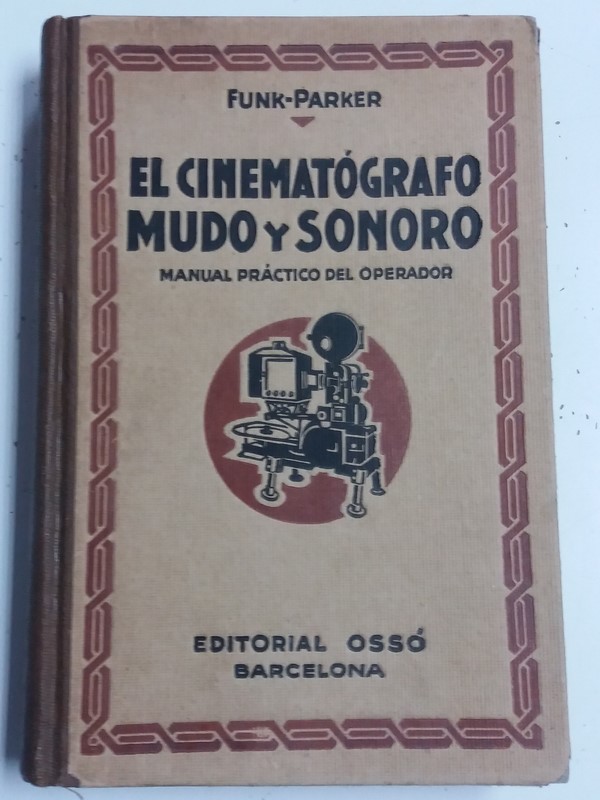 FUNK-PARKER
EL CINEMATÓGRAFO
MUDO Y SONORO
MANUAL PRÁCTICO DEL OPERADOR
EDITORIAL OSSÓ
BARCELONA